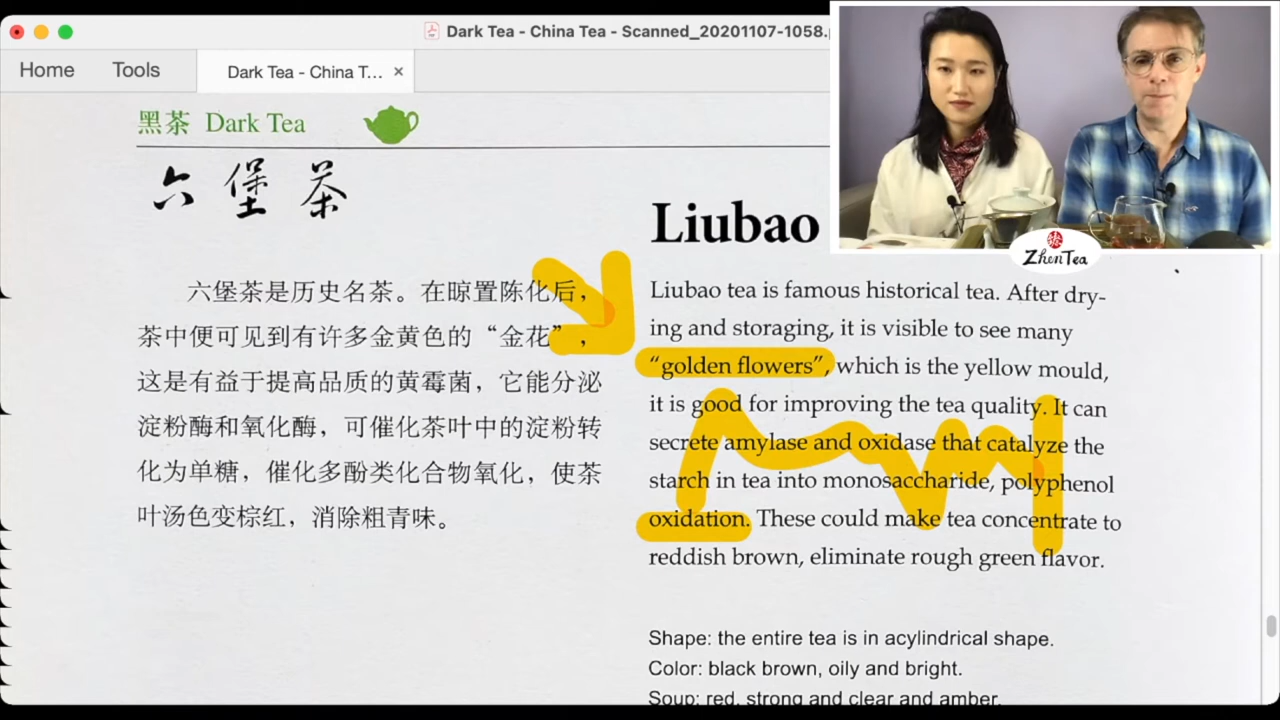 Dark Tea - China Tea - Scanned_20201107-1058.p
Home
Tools
Dark Tea - China T... ×
黑茶 Dark Tea
六堡茶
Liubao
六堡茶是历史名茶。在晾置陈化后，
茶中便可见到有许多金黄色的“金花”，
这是有益于提高品质的黄霉菌，它能分泌
淀粉酶和氧化酶，可催化茶叶中的淀粉转
化为单糖，催化多酚类化合物氧化，使茶
叶汤色变棕红，消除粗青味。
Liubao tea is famous historical tea. After dry-
ing and storaging, it is visible to see many
“golden flowers”, which is the yellow mould,
it is good for improving the tea quality. It can
secrete amylase and oxidase that catalyze the
starch in tea into monosaccharide, polyphenol
oxidation. These could make tea concentrate to
reddish brown, eliminate rough green flavor.
Shape: the entire tea is in acylindrical shape.
Color: black brown, oily and bright.
Soup: red, strong and clear and amber.
ZhenTea